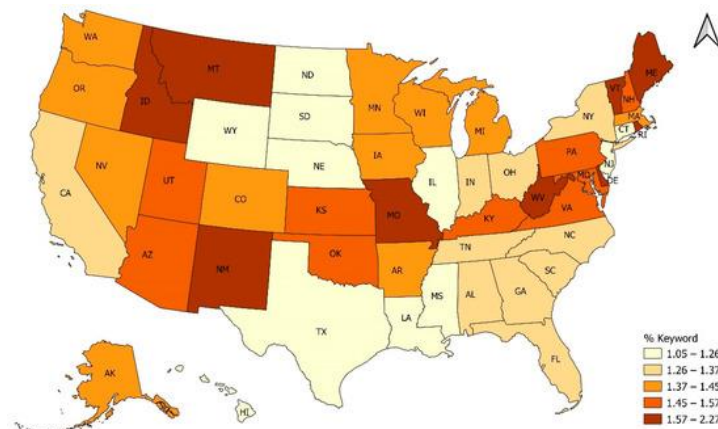 WA
MT
ND
ME
OR
ID
MN
VT
NH
SD
WI
NY
MA
WY
MI
CT
RI
IA
PA
NE
NJ
NV
OH
IL
IN
DE
UT
CO
WV
CA
KS
MO
VA
KY
NC
TN
AZ
OK
NM
AR
SC
MS
AL
GA
TX
LA
FL
AK
HI
% Keyword
1.05 – 1.26
1.26 – 1.37
1.37 – 1.45
1.45 – 1.57
1.57 – 2.27